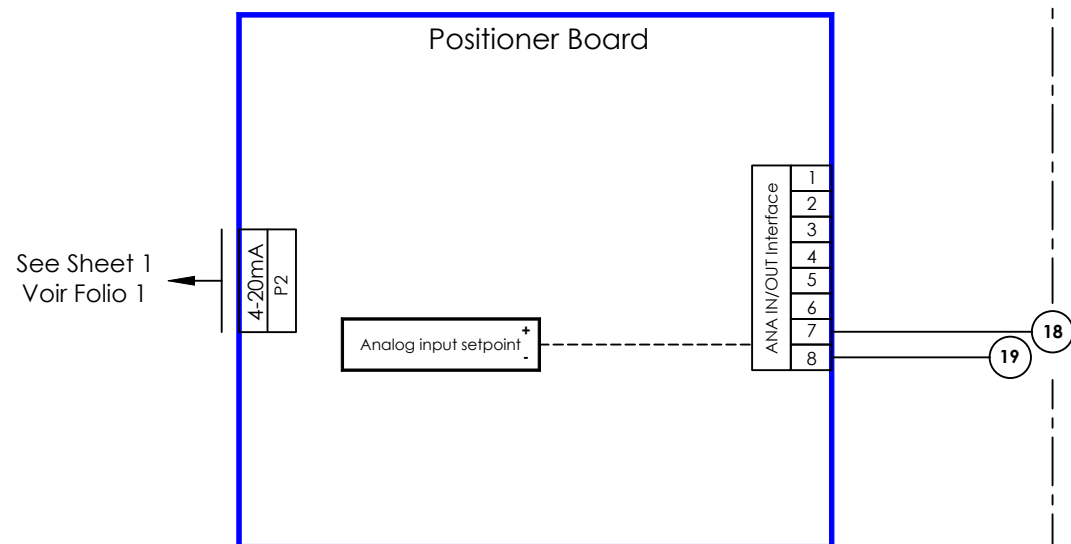 Positioner Board
See Sheet 1
Voir Folio 1
4-20mA
P2
Analog input setpoint
+
-
ANA IN/OUT Interface
1
2
3
4
5
6
7
8
18
19